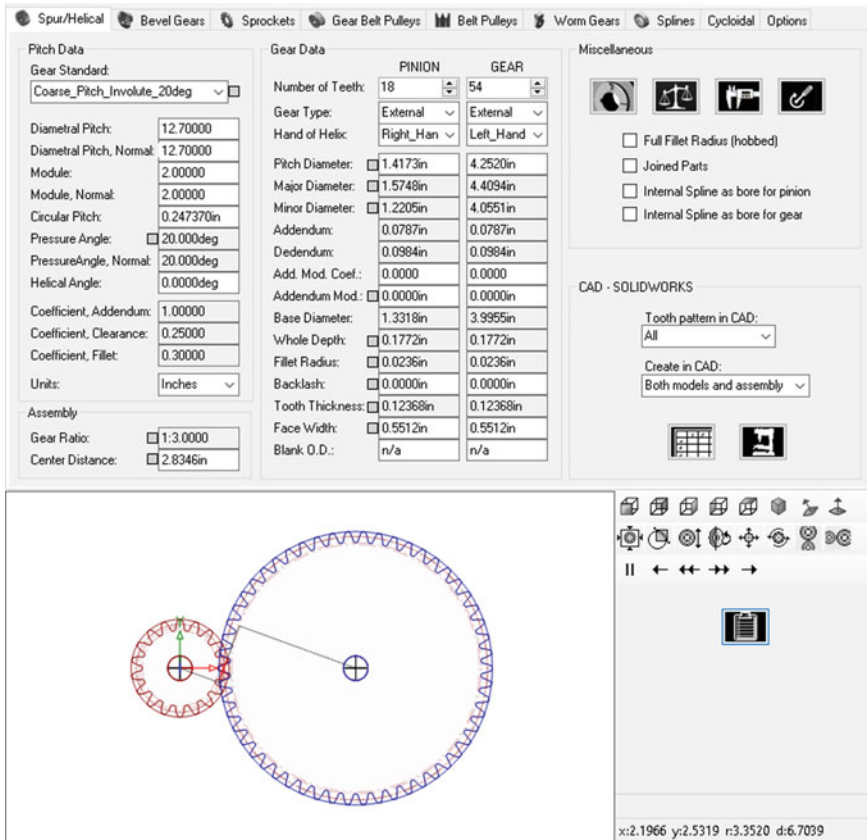 Spur/Helical Bevel Gears Sprockets Gear Belt Pulleys Belt Pulleys Worm Gears Splines Cycloidal Options
Pitch Data
Gear Standard:
Coarse_Pitch_Involute_20deg
Diametral Pitch: 12.70000
Diametral Pitch, Normal: 12.70000
Module: 2.00000
Module, Normal: 2.00000
Circular Pitch: 0.247370in
Pressure Angle: 20.000deg
PressureAngle, Normal: 20.000deg
Helical Angle: 0.0000deg
Coefficient, Addendum: 1.00000
Coefficient, Clearance: 0.25000
Coefficient, Fillet: 0.30000
Units: Inches
Assembly
Gear Ratio: 1:3.0000
Center Distance: 2.8346in
Gear Data
PINION GEAR
Number of Teeth: 18 54
Gear Type: External External
Hand of Helix: Right_Han Left_Hand
Pitch Diameter: 1.4173in 4.2520in
Major Diameter: 1.5748in 4.4094in
Minor Diameter: 1.2205in 4.0551in
Addendum: 0.0787in 0.0787in
Dedendum: 0.0984in 0.0984in
Add. Mod. Coef.: 0.0000 0.0000
Addendum Mod.: 0.0000in 0.0000in
Base Diameter: 1.3318in 3.9955in
Whole Depth: 0.1772in 0.1772in
Fillet Radius: 0.0236in 0.0236in
Backlash: 0.0000in 0.0000in
Tooth Thickness: 0.12368in 0.12368in
Face Width: 0.5512in 0.5512in
Blank O.D.: n/a n/a
Miscellaneous
Full Fillet Radius (hobbed)
Joined Parts
Internal Spline as bore for pinion
Internal Spline as bore for gear
CAD - SOLIDWORKS
Tooth pattern in CAD:
All
Create in CAD:
Both models and assembly
Y
x:2.1966 y:2.5319 r:3.3520 d:6.7039